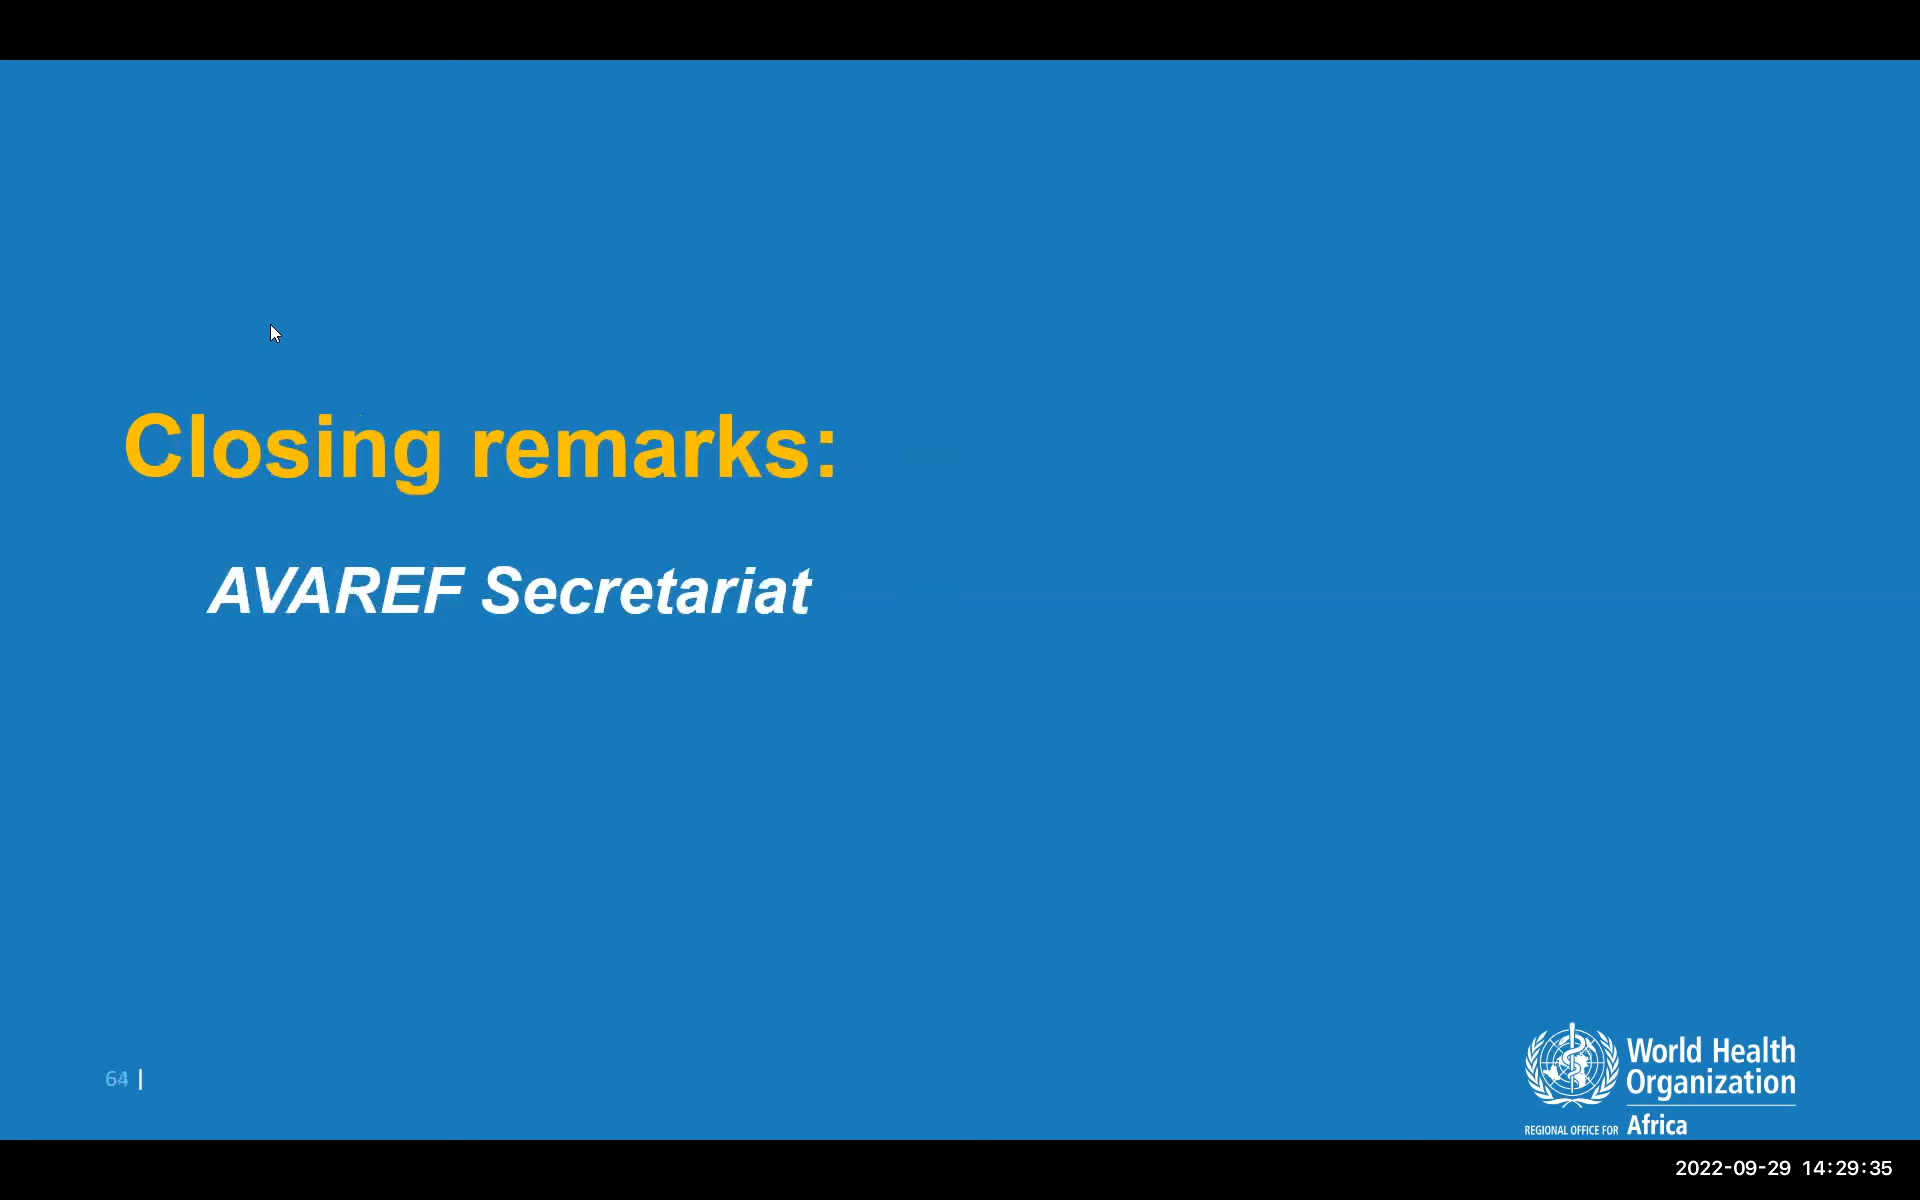 Closing remarks:
AVAREF Secretariat
64 |
World Health
Organization
REGIONAL OFFICE FOR Africa
2022-09-29 14:29:35